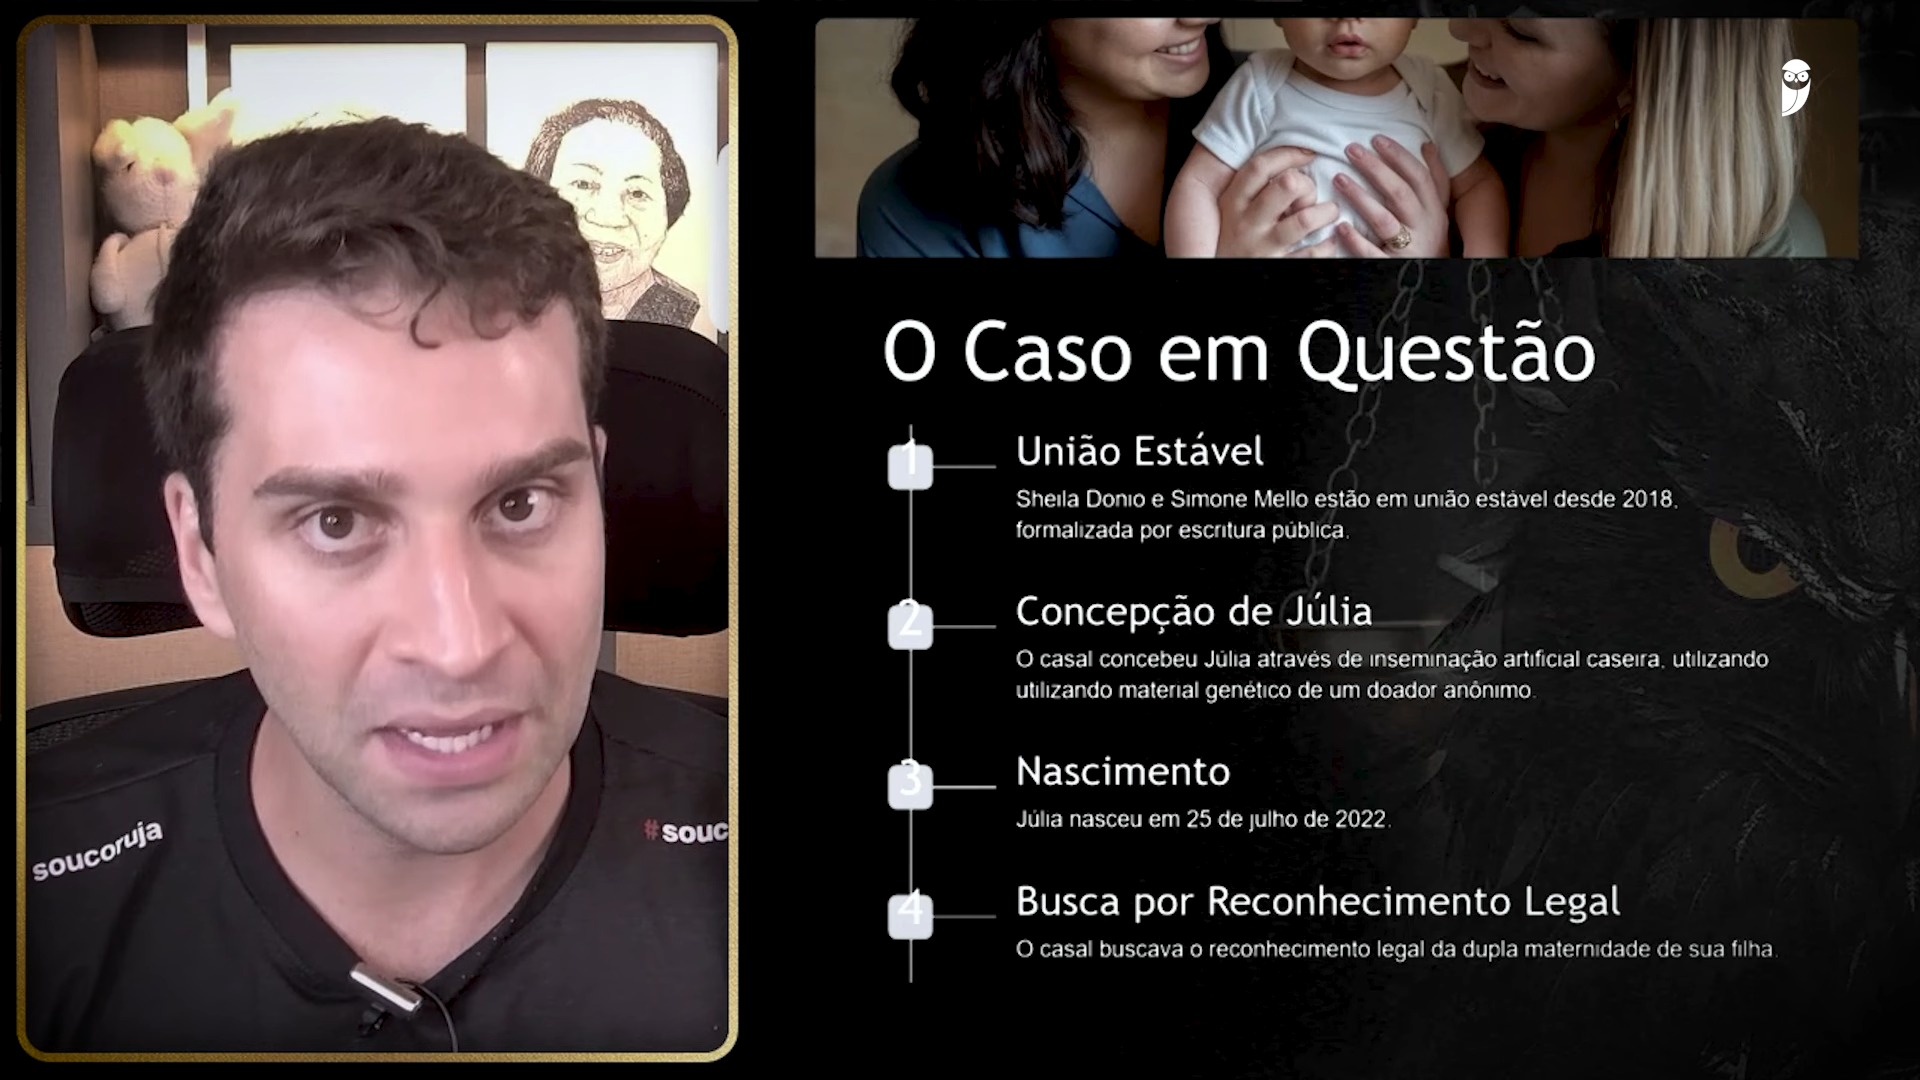 soucoruja
#souc
O Caso em Questão
1
União Estável
Sheila Donio e Simone Mello estão em união estável desde 2018,
formalizada por escritura pública.
2
Concepção de Júlia
O casal concebeu Júlia através de inseminação artificial caseira, utilizando
utilizando material genético de um doador anônimo.
3
Nascimento
Júlia nasceu em 25 de julho de 2022.
4
Busca por Reconhecimento Legal
O casal buscava o reconhecimento legal da dupla maternidade de sua filha.